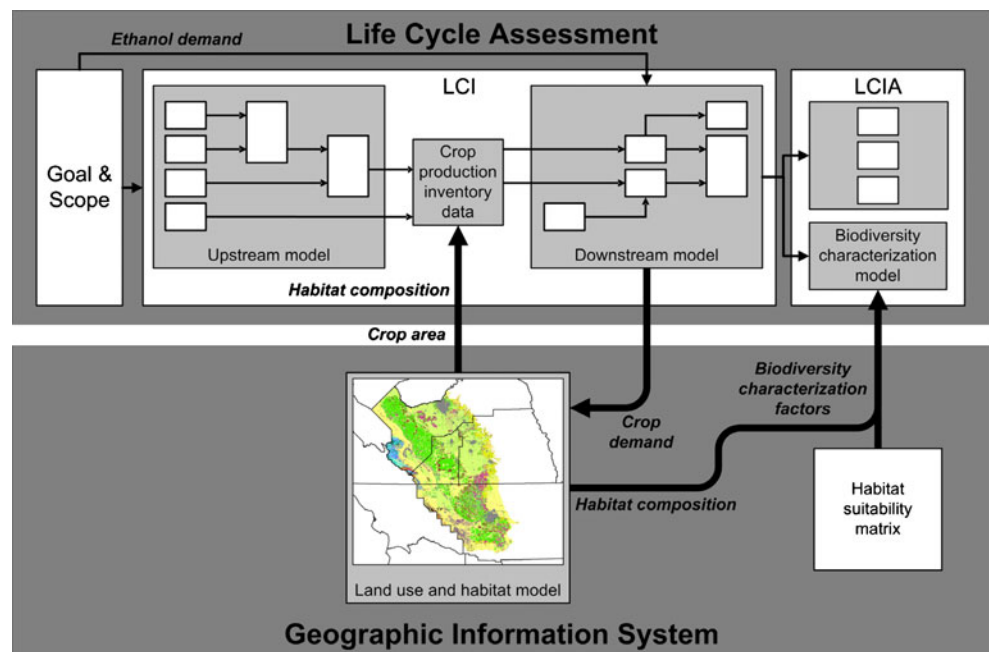 Life Cycle Assessment
Ethanol demand
Goal &
Scope
LCI
LCIA
Upstream model
Crop
production
inventory
data
Downstream model
Biodiversity
characterization
model
Habitat composition
Crop area
Crop
demand
Biodiversity
characterization
factors
Habitat composition
Habitat
suitability
matrix
Land use and habitat model
Geographic Information System